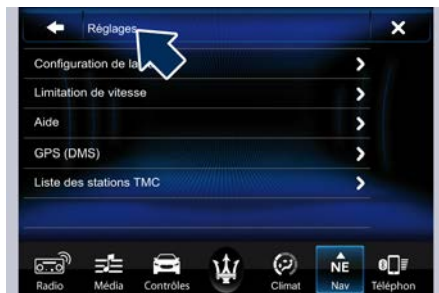 Réglages
Configuration de la
Limitation de vitesse
Aide
GPS (DMS)
Liste des stations TMC
Radio
Média
Contrôles
Climat
NE
Nav
Téléphon